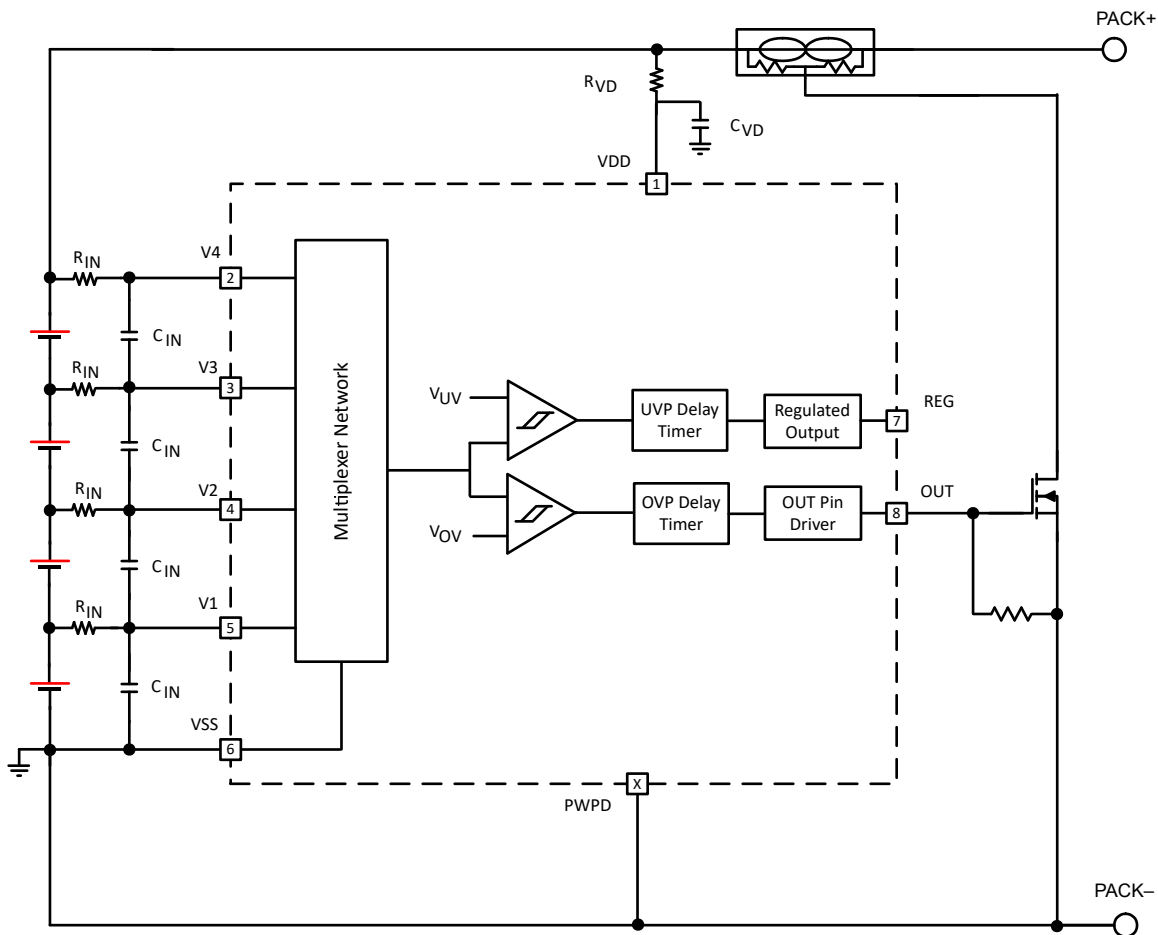 PACK+
RVD
CVD
VDD
1
RIN
V4
2
CIN
RIN
V3
3
VUV
UVP Delay
Timer
Regulated
Output
REG
7
CIN
Multiplexer Network
RIN
V2
4
VOV
OVP Delay
Timer
OUT Pin
Driver
OUT
8
CIN
RIN
V1
5
CIN
VSS
6
X
PWPD
PACK–